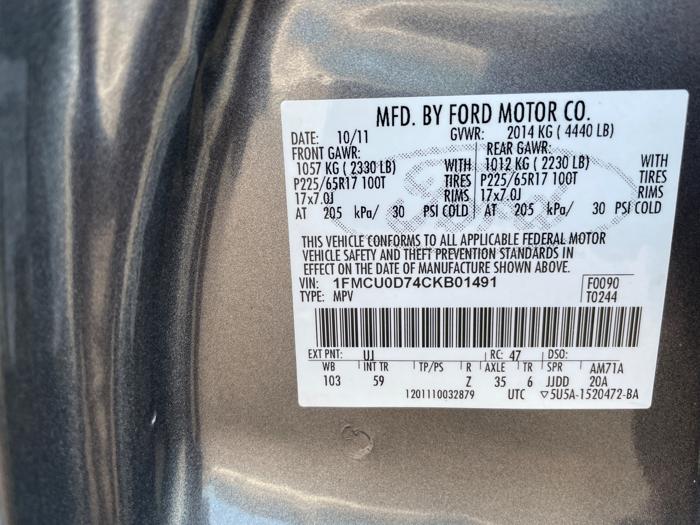 MFD. BY FORD MOTOR CO.
DATE: 10/11 GVWR: 2014 KG ( 4440 LB)
FRONT GAWR: REAR GAWR:
1057 KG ( 2330 LB) WITH 1012 KG ( 2230 LB) WITH
P225/65R17 100T TIRES P225/65R17 100T TIRES
17x7.0J RIMS 17x7.0J RIMS
AT 205 kPa/ 30 PSI COLD AT 205 kPa/ 30 PSI COLD
THIS VEHICLE CONFORMS TO ALL APPLICABLE FEDERAL MOTOR
VEHICLE SAFETY AND THEFT PREVENTION STANDARDS IN
EFFECT ON THE DATE OF MANUFACTURE SHOWN ABOVE.
VIN: 1FMCU0D74CKB01491 F0090
TYPE: MPV T0244
EXT PNT: UJ RC: 47 DSO:
WB INT TR TP/PS R AXLE TR SPR AM71A
103 59 Z 35 6 JJDD 20A
1201110032879 UTC ▽5U5A-1520472-BA